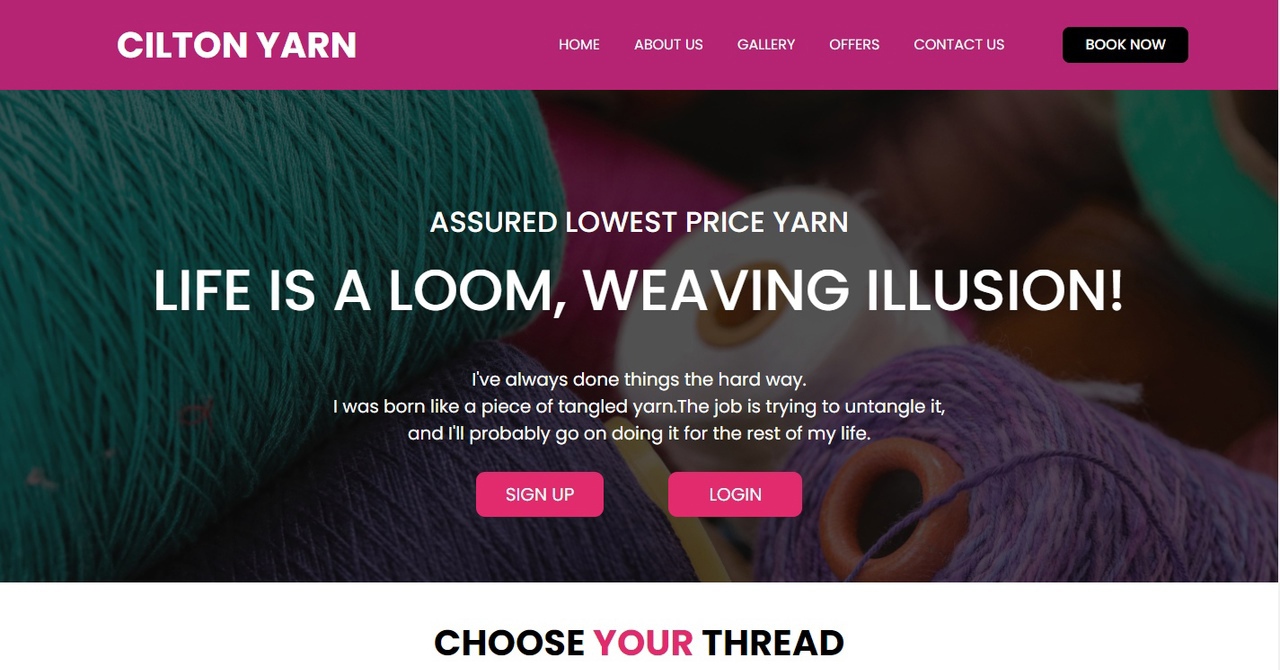 CILTON YARN
HOME ABOUT US GALLERY OFFERS CONTACT US BOOK NOW
ASSURED LOWEST PRICE YARN
LIFE IS A LOOM, WEAVING ILLUSION!
I've always done things the hard way.
I was born like a piece of tangled yarn.The job is trying to untangle it,
and I'll probably go on doing it for the rest of my life.
SIGN UP LOGIN
CHOOSE YOUR THREAD